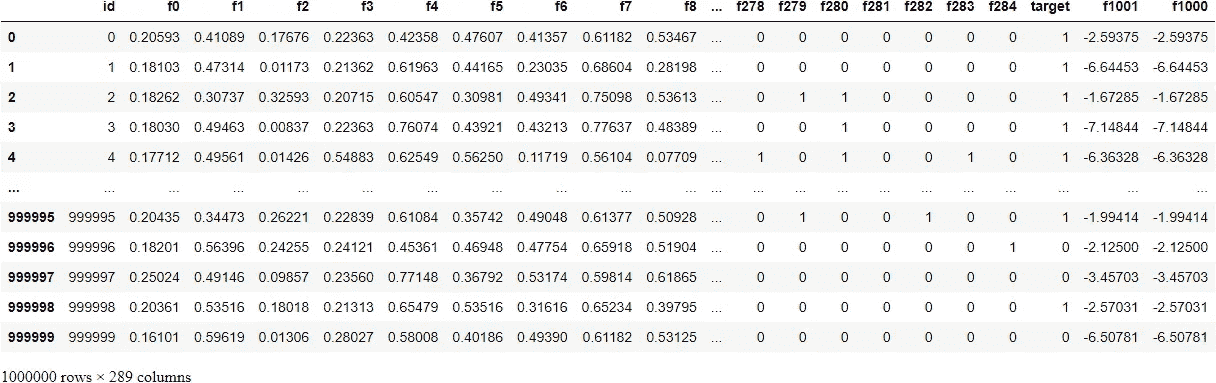 id f0 f1 f2 f3 f4 f5 f6 f7 f8 ... f278 f279 f280 f281 f282 f283 f284 target f1001 f1000
0 0 0.20593 0.41089 0.17676 0.22363 0.42358 0.47607 0.41357 0.61182 0.53467 ... 0 0 0 0 0 0 0 1 -2.59375 -2.59375
1 1 0.18103 0.47314 0.01173 0.21362 0.61963 0.44165 0.23035 0.68604 0.28198 ... 0 0 0 0 0 0 0 1 -6.64453 -6.64453
2 2 0.18262 0.30737 0.32593 0.20715 0.60547 0.30981 0.49341 0.75098 0.53613 ... 0 1 1 0 0 0 0 1 -1.67285 -1.67285
3 3 0.18030 0.49463 0.00837 0.22363 0.76074 0.43921 0.43213 0.77637 0.48389 ... 0 0 1 0 0 0 0 1 -7.14844 -7.14844
4 4 0.17712 0.49561 0.01426 0.54883 0.62549 0.56250 0.11719 0.56104 0.07709 ... 1 0 1 0 0 1 0 1 -6.36328 -6.36328
... ... ... ... ... ... ... ... ... ... ... ... ... ... ... ... ... ... ... ... ... ...
999995 999995 0.20435 0.34473 0.26221 0.22839 0.61084 0.35742 0.49048 0.61377 0.50928 ... 0 1 0 0 1 0 0 1 -1.99414 -1.99414
999996 999996 0.18201 0.56396 0.24255 0.24121 0.45361 0.46948 0.47754 0.65918 0.51904 ... 0 0 0 0 0 0 1 0 -2.12500 -2.12500
999997 999997 0.25024 0.49146 0.09857 0.23560 0.77148 0.36792 0.53174 0.59814 0.61865 ... 0 0 0 0 0 0 0 0 -3.45703 -3.45703
999998 999998 0.20361 0.53516 0.18018 0.21313 0.65479 0.53516 0.31616 0.65234 0.39795 ... 0 0 0 0 0 0 0 1 -2.57031 -2.57031
999999 999999 0.16101 0.59619 0.01306 0.28027 0.58008 0.40186 0.49390 0.61182 0.53125 ... 0 0 0 0 0 0 0 0 -6.50781 -6.50781
1000000 rows × 289 columns